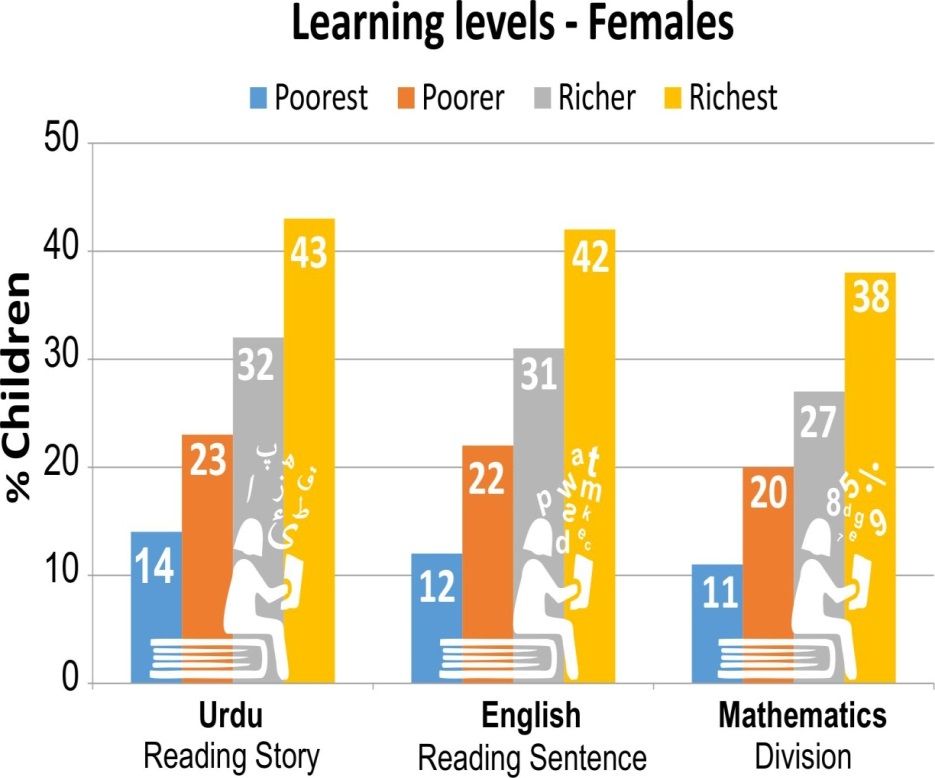 Learning levels - Females
Poorest Poorer Richer Richest
% Children
50
40
30
20
10
0
14 23 32 43
12 22 31 42
11 20 27 38
Urdu English Mathematics
Reading Story Reading Sentence Division